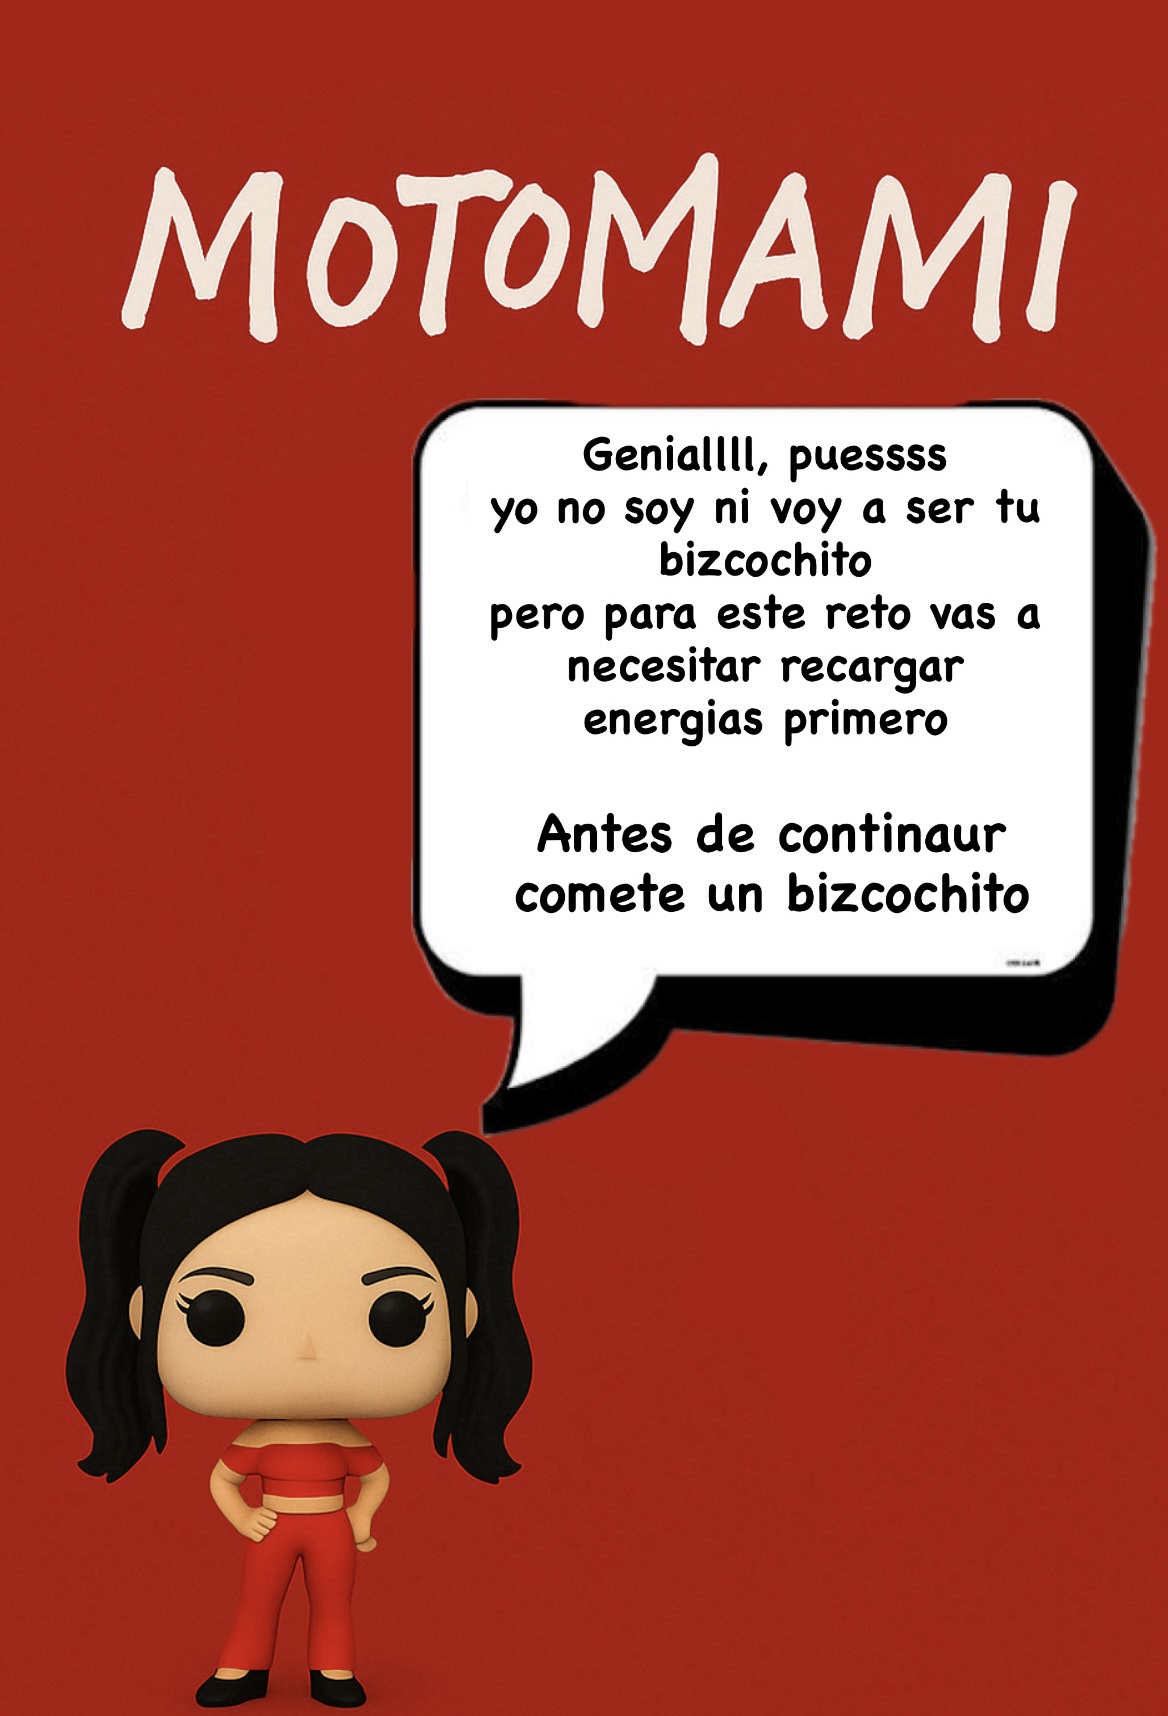 MOTOMAMI
Geniallll, puessss
yo no soy ni voy a ser tu
bizcochito
pero para este reto vas a
necesitar recargar
energias primero
Antes de continaur
comete un bizcochito